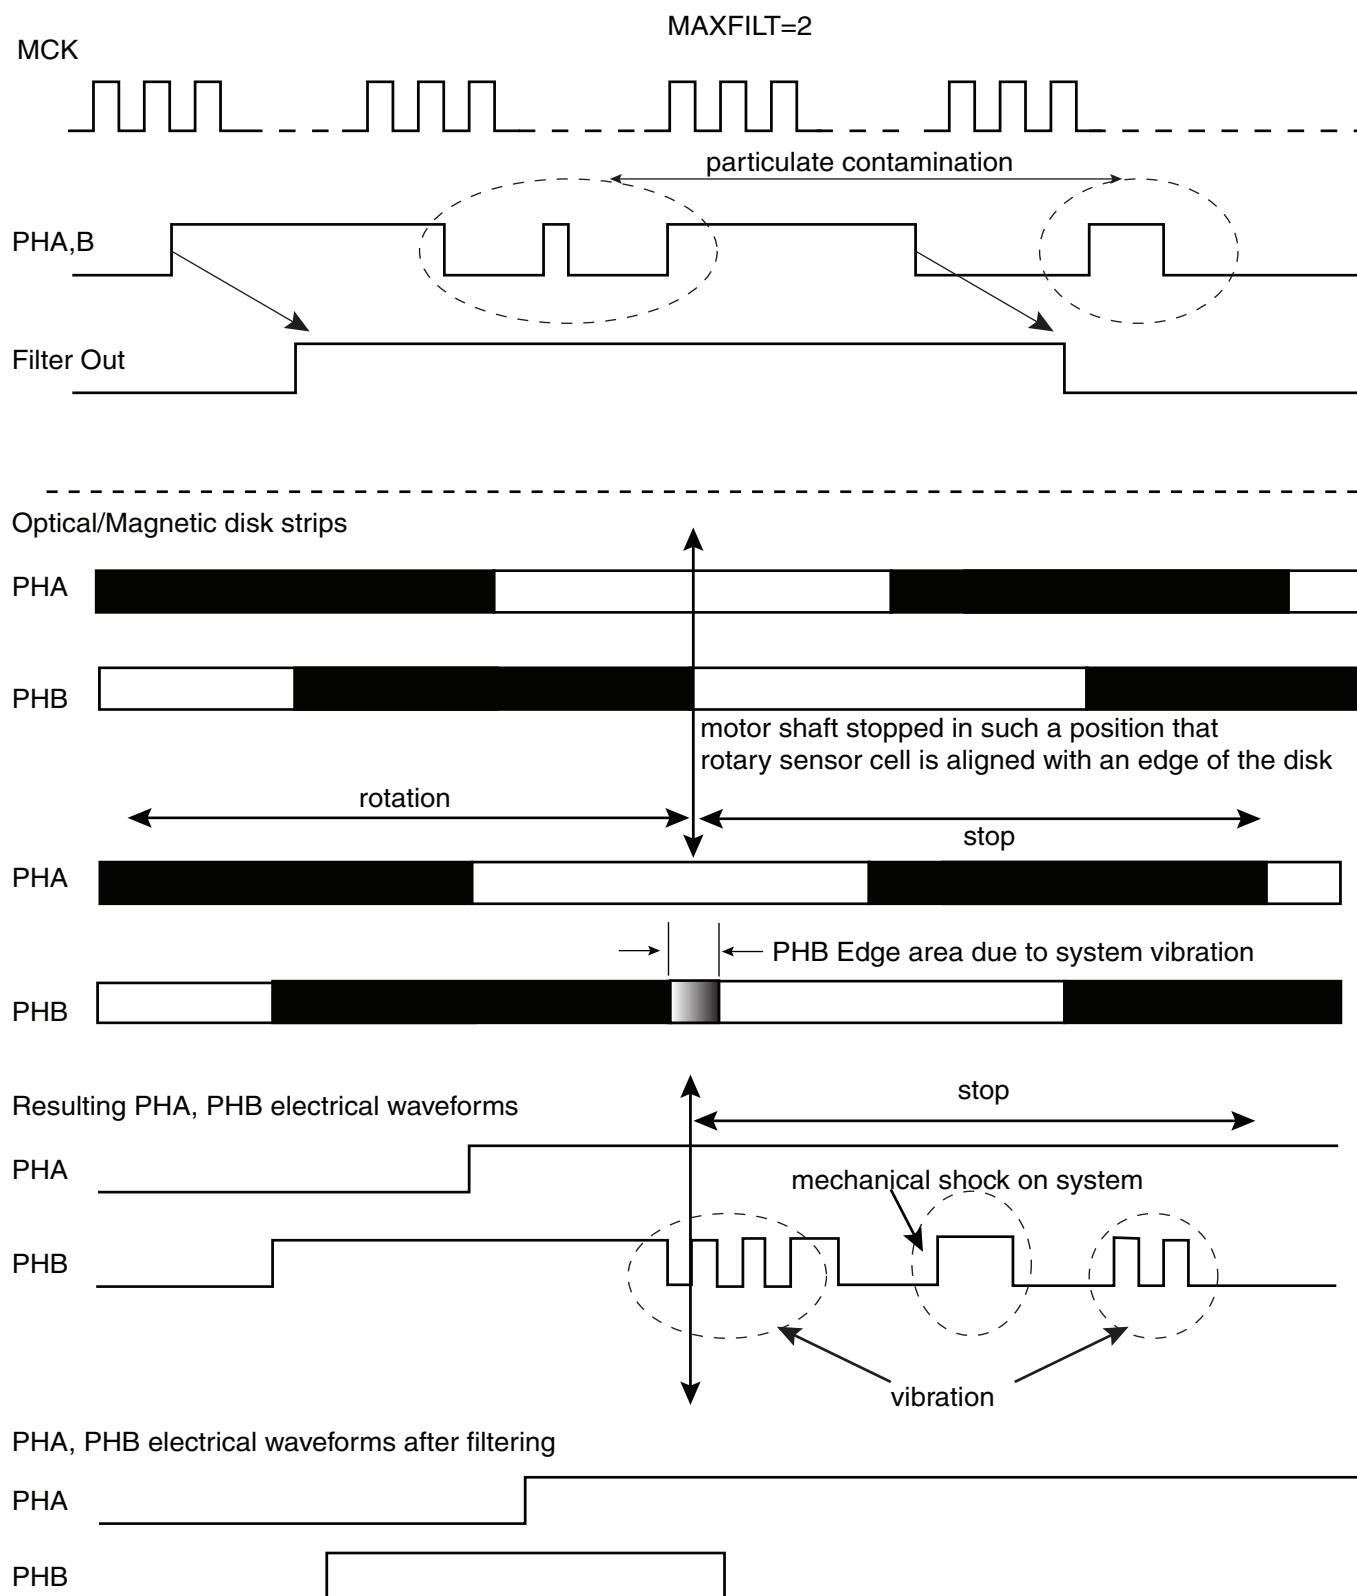 MAXFILT=2
MCK
particulate contamination
PHA,B
Filter Out
Optical/Magnetic disk strips
PHA
PHB
motor shaft stopped in such a position that
rotary sensor cell is aligned with an edge of the disk
rotation
stop
PHA
PHB Edge area due to system vibration
PHB
stop
Resulting PHA, PHB electrical waveforms
PHA
mechanical shock on system
PHB
vibration
PHA, PHB electrical waveforms after filtering
PHA
PHB